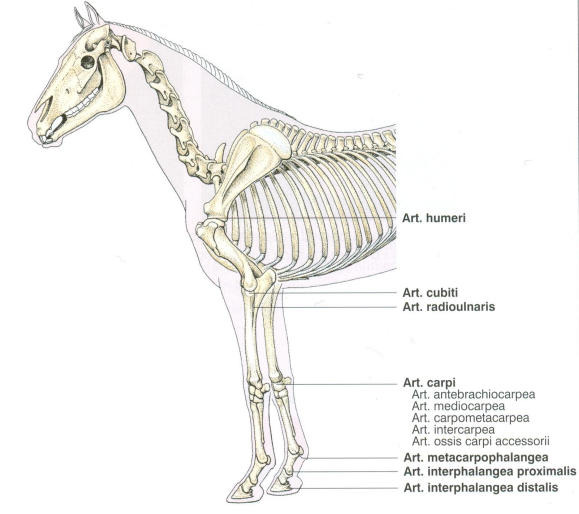 Art. humeri
Art. cubiti
Art. radioulnaris
Art. carpi
Art. antebrachiocarpea
Art. mediocarpea
Art. carpometacarpea
Art. intercarpea
Art. ossis carpi accessorii
Art. metacarpophalangea
Art. interphalangea proximalis
Art. interphalangea distalis